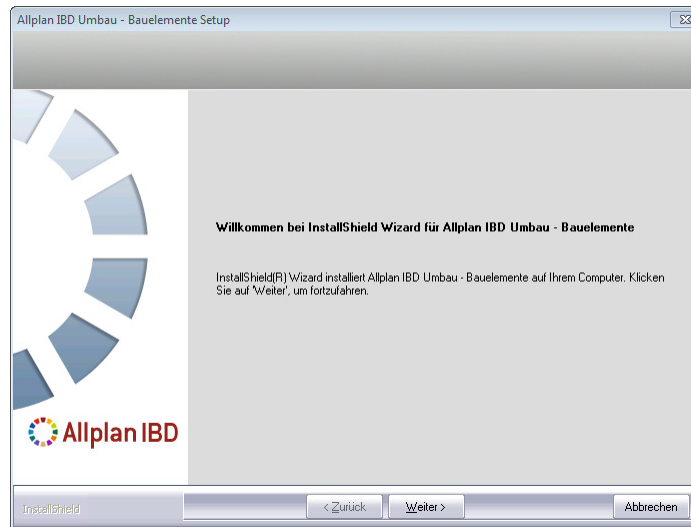 Allplan IBD Umbau - Bauelemente Setup
Willkommen bei InstallShield Wizard für Allplan IBD Umbau - Bauelemente
InstallShield(R) Wizard installiert Allplan IBD Umbau - Bauelemente auf Ihrem Computer. Klicken
Sie auf 'Weiter', um fortzufahren.
Allplan IBD
InstallShield
< Zurück
Weiter >
Abbrechen